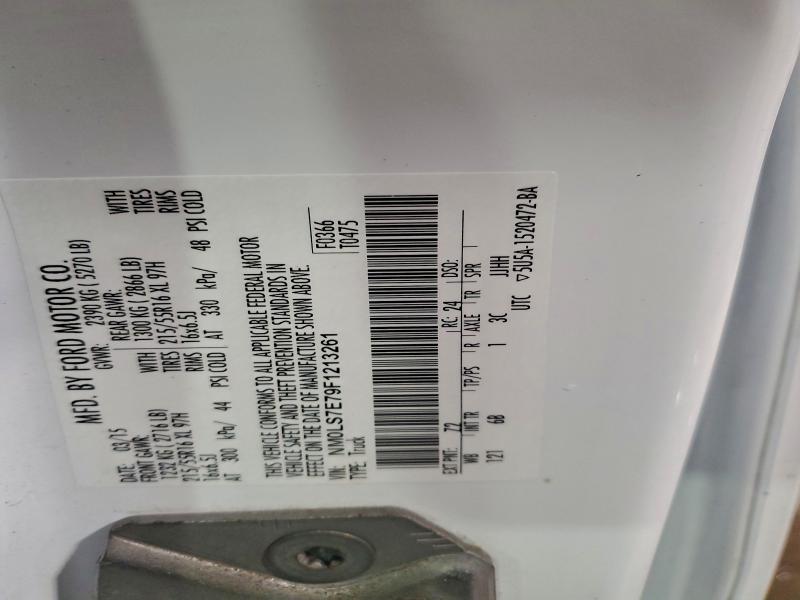 MFD. BY FORD MOTOR CO.
DATE: 03/15 GVWR: 2390 KG ( 5270 LB)
FRONT GAWR: REAR GAWR:
1232 KG ( 2716 LB) WITH 1300 KG ( 2866 LB) WITH
215/55R16 XL 97H TIRES 215/55R16 XL 97H TIRES
16x6.5J RIMS 16x6.5J RIMS
AT 300 kPa/ 44 PSI COLD AT 330 kPa/ 48 PSI COLD
THIS VEHICLE CONFORMS TO ALL APPLICABLE FEDERAL MOTOR
VEHICLE SAFETY AND THEFT PREVENTION STANDARDS IN
EFFECT ON THE DATE OF MANUFACTURE SHOWN ABOVE.
VIN: NM0LS7E79F1213261 F0366
TYPE: Truck T0475
EXT PNT: Z2 RC: 24 DSO:
WB INT TR TP/PS R AXLE TR SPR
121 6B 1 3C JJHH
UTC ▽5U5A-1520472-BA